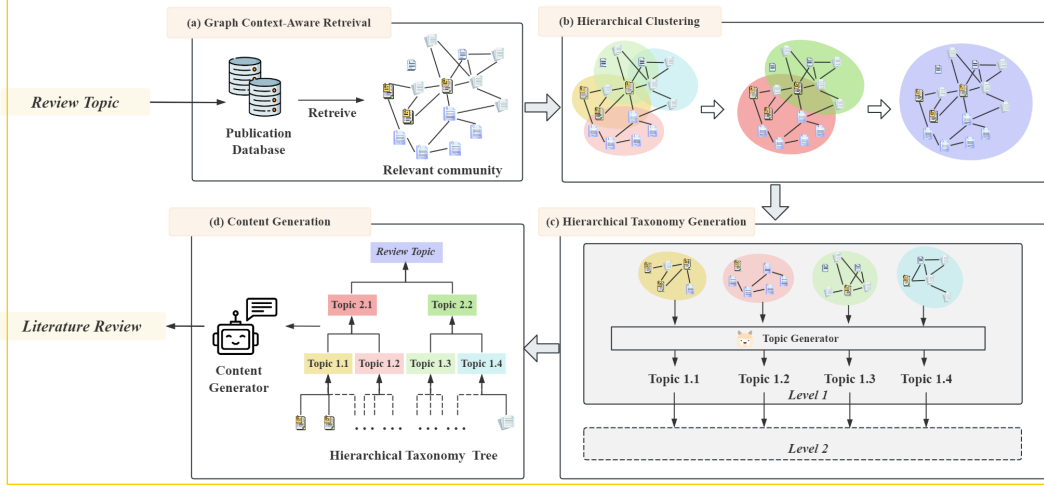 (a) Graph Context-Aware Retreival
(b) Hierarchical Clustering
Review Topic
Retreive
Publication
Database
Relevant community
(c) Hierarchical Taxonomy Generation
Topic Generator
Topic 1.1
Topic 1.2
Topic 1.3
Topic 1.4
Level 1
Level 2
(d) Content Generation
Review Topic
Topic 2.1
Topic 2.2
Topic 1.1
Topic 1.2
Topic 1.3
Topic 1.4
Hierarchical Taxonomy Tree
Content
Generator
Literature Review